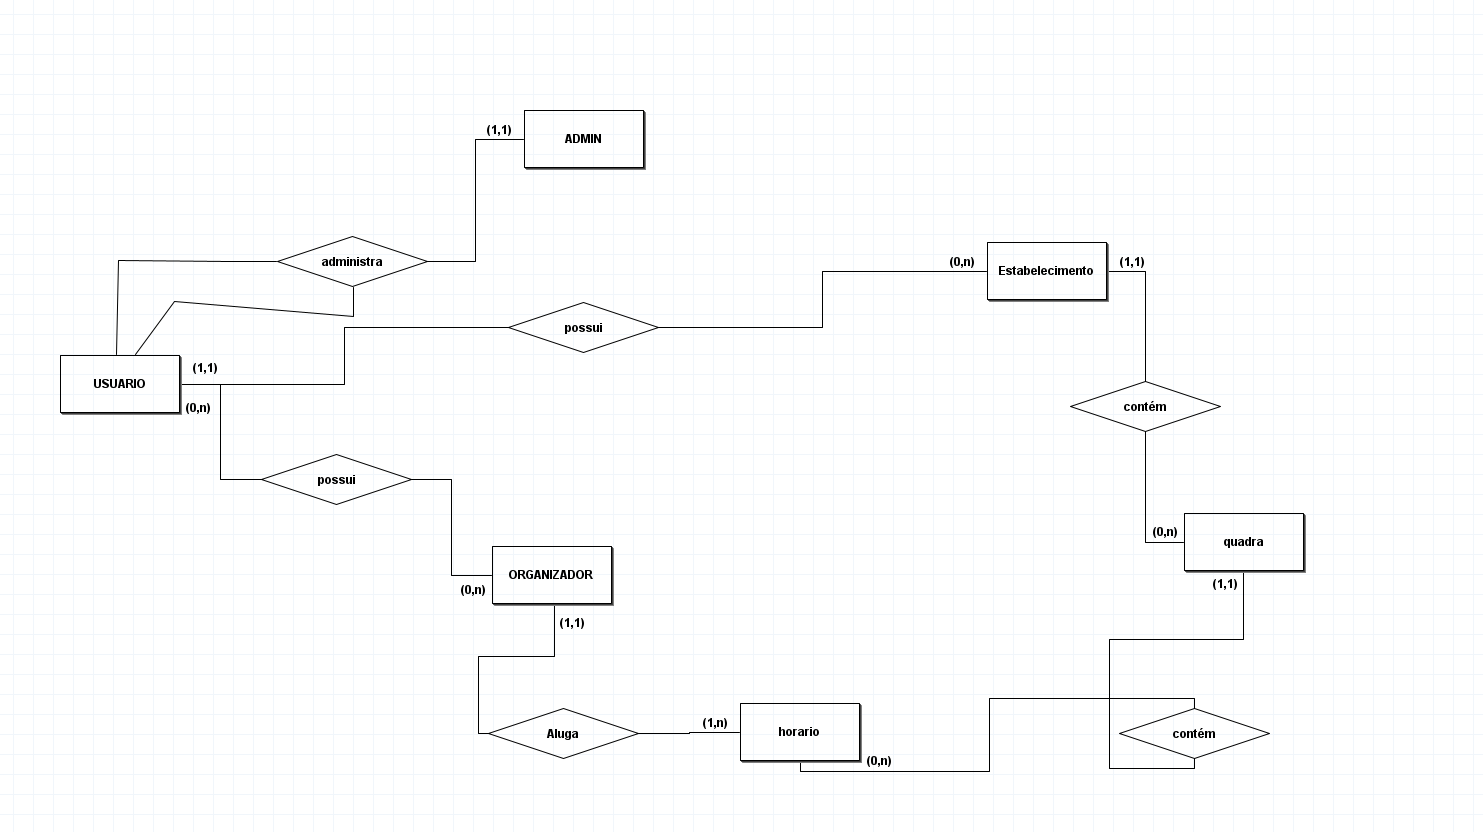 (1,1)
ADMIN
administra
(0,n)
Estabelecimento
(1,1)
possui
(1,1)
USUARIO
(0,n)
contém
possui
(0,n)
quadra
ORGANIZADOR
(0,n)
(1,1)
(1,1)
(1,n)
horario
Aluga
contém
(0,n)